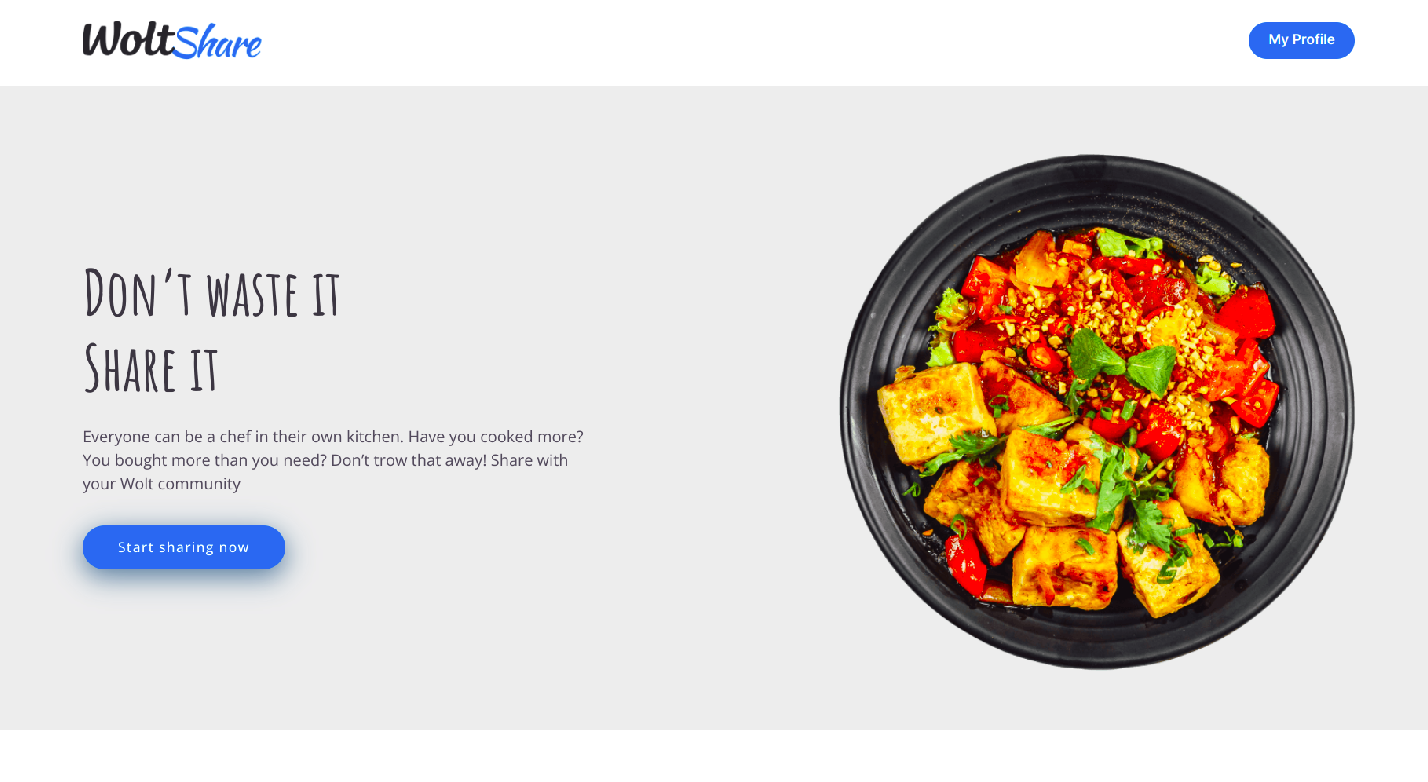 WoltShare
My Profile
Don’t waste it
Share it
Everyone can be a chef in their own kitchen. Have you cooked more?
You bought more than you need? Don’t trow that away! Share with
your Wolt community
Start sharing now